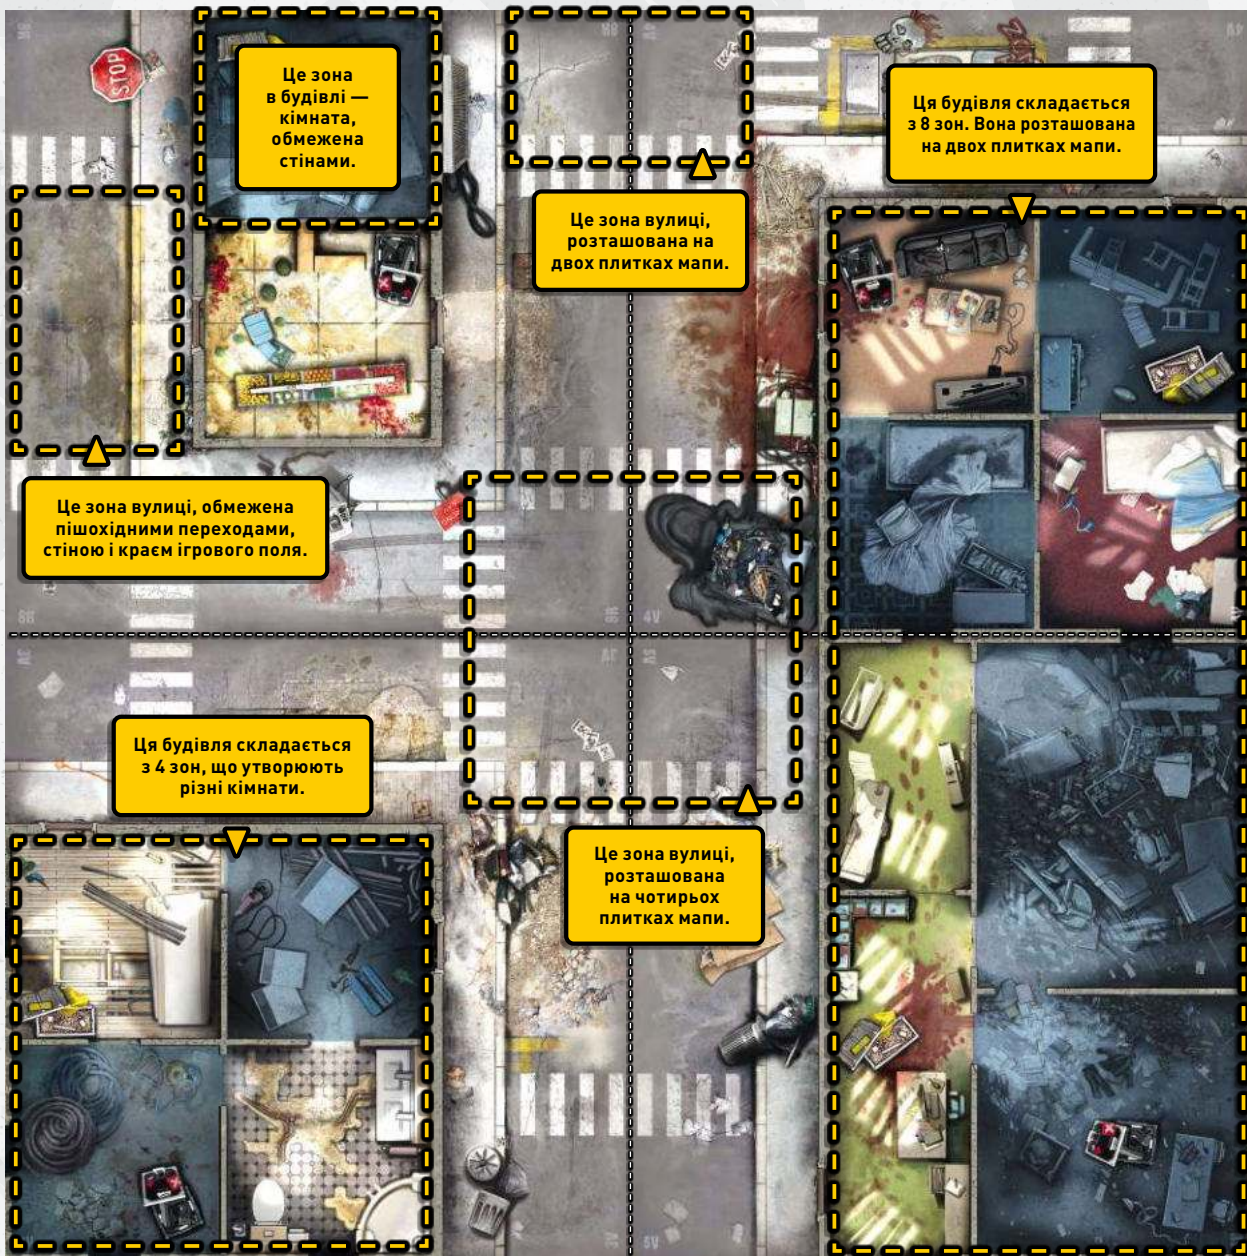 STOP
Це зона
в будівлі —
кімната,
обмежена
стінами.
Це зона вулиці,
розташована на
двох плитках мапи.
Ця будівля складається
з 8 зон. Вона розташована
на двох плитках мапи.
Це зона вулиці, обмежена
пішохідними переходами,
стіною і краєм ігрового поля.
4V
Ця будівля складається
з 4 зон, що утворюють
різні кімнати.
Це зона вулиці,
розташована
на чотирьох
плитках мапи.